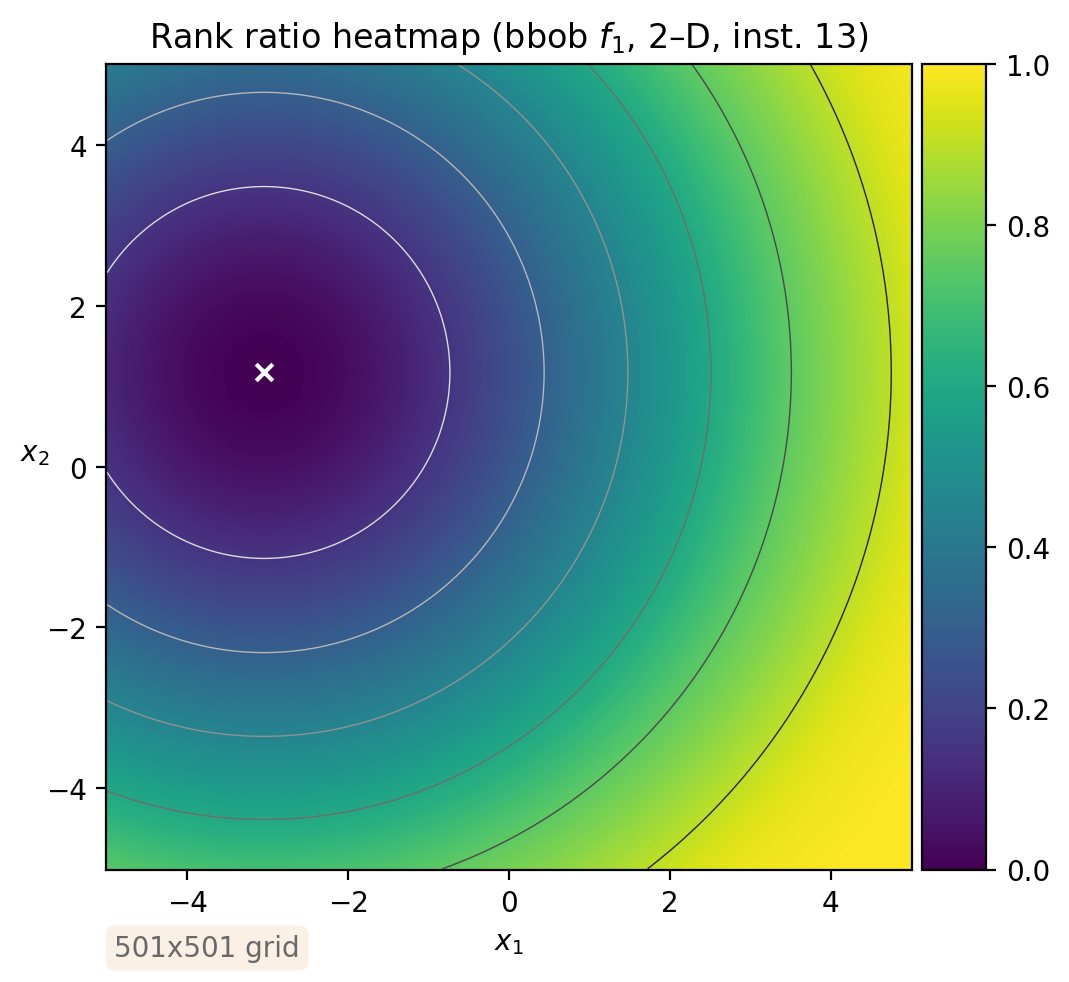 Rank ratio heatmap (bbob f₁, 2–D, inst. 13)
1.0
4
0.8
2
0.6
x₂
0
0.4
−2
0.2
−4
0.0
−4 −2 0 2 4
x₁
501x501 grid